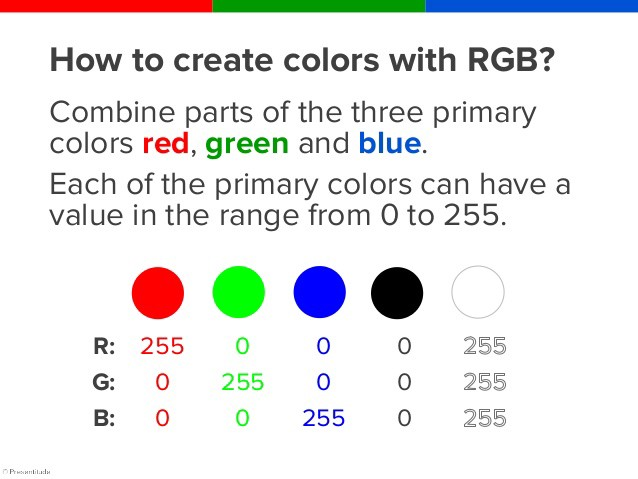 How to create colors with RGB?
Combine parts of the three primary
colors red, green and blue.
Each of the primary colors can have a
value in the range from 0 to 255.
R: 255 0 0 0 255
G: 0 255 0 0 255
B: 0 0 255 0 255
© Presentitude